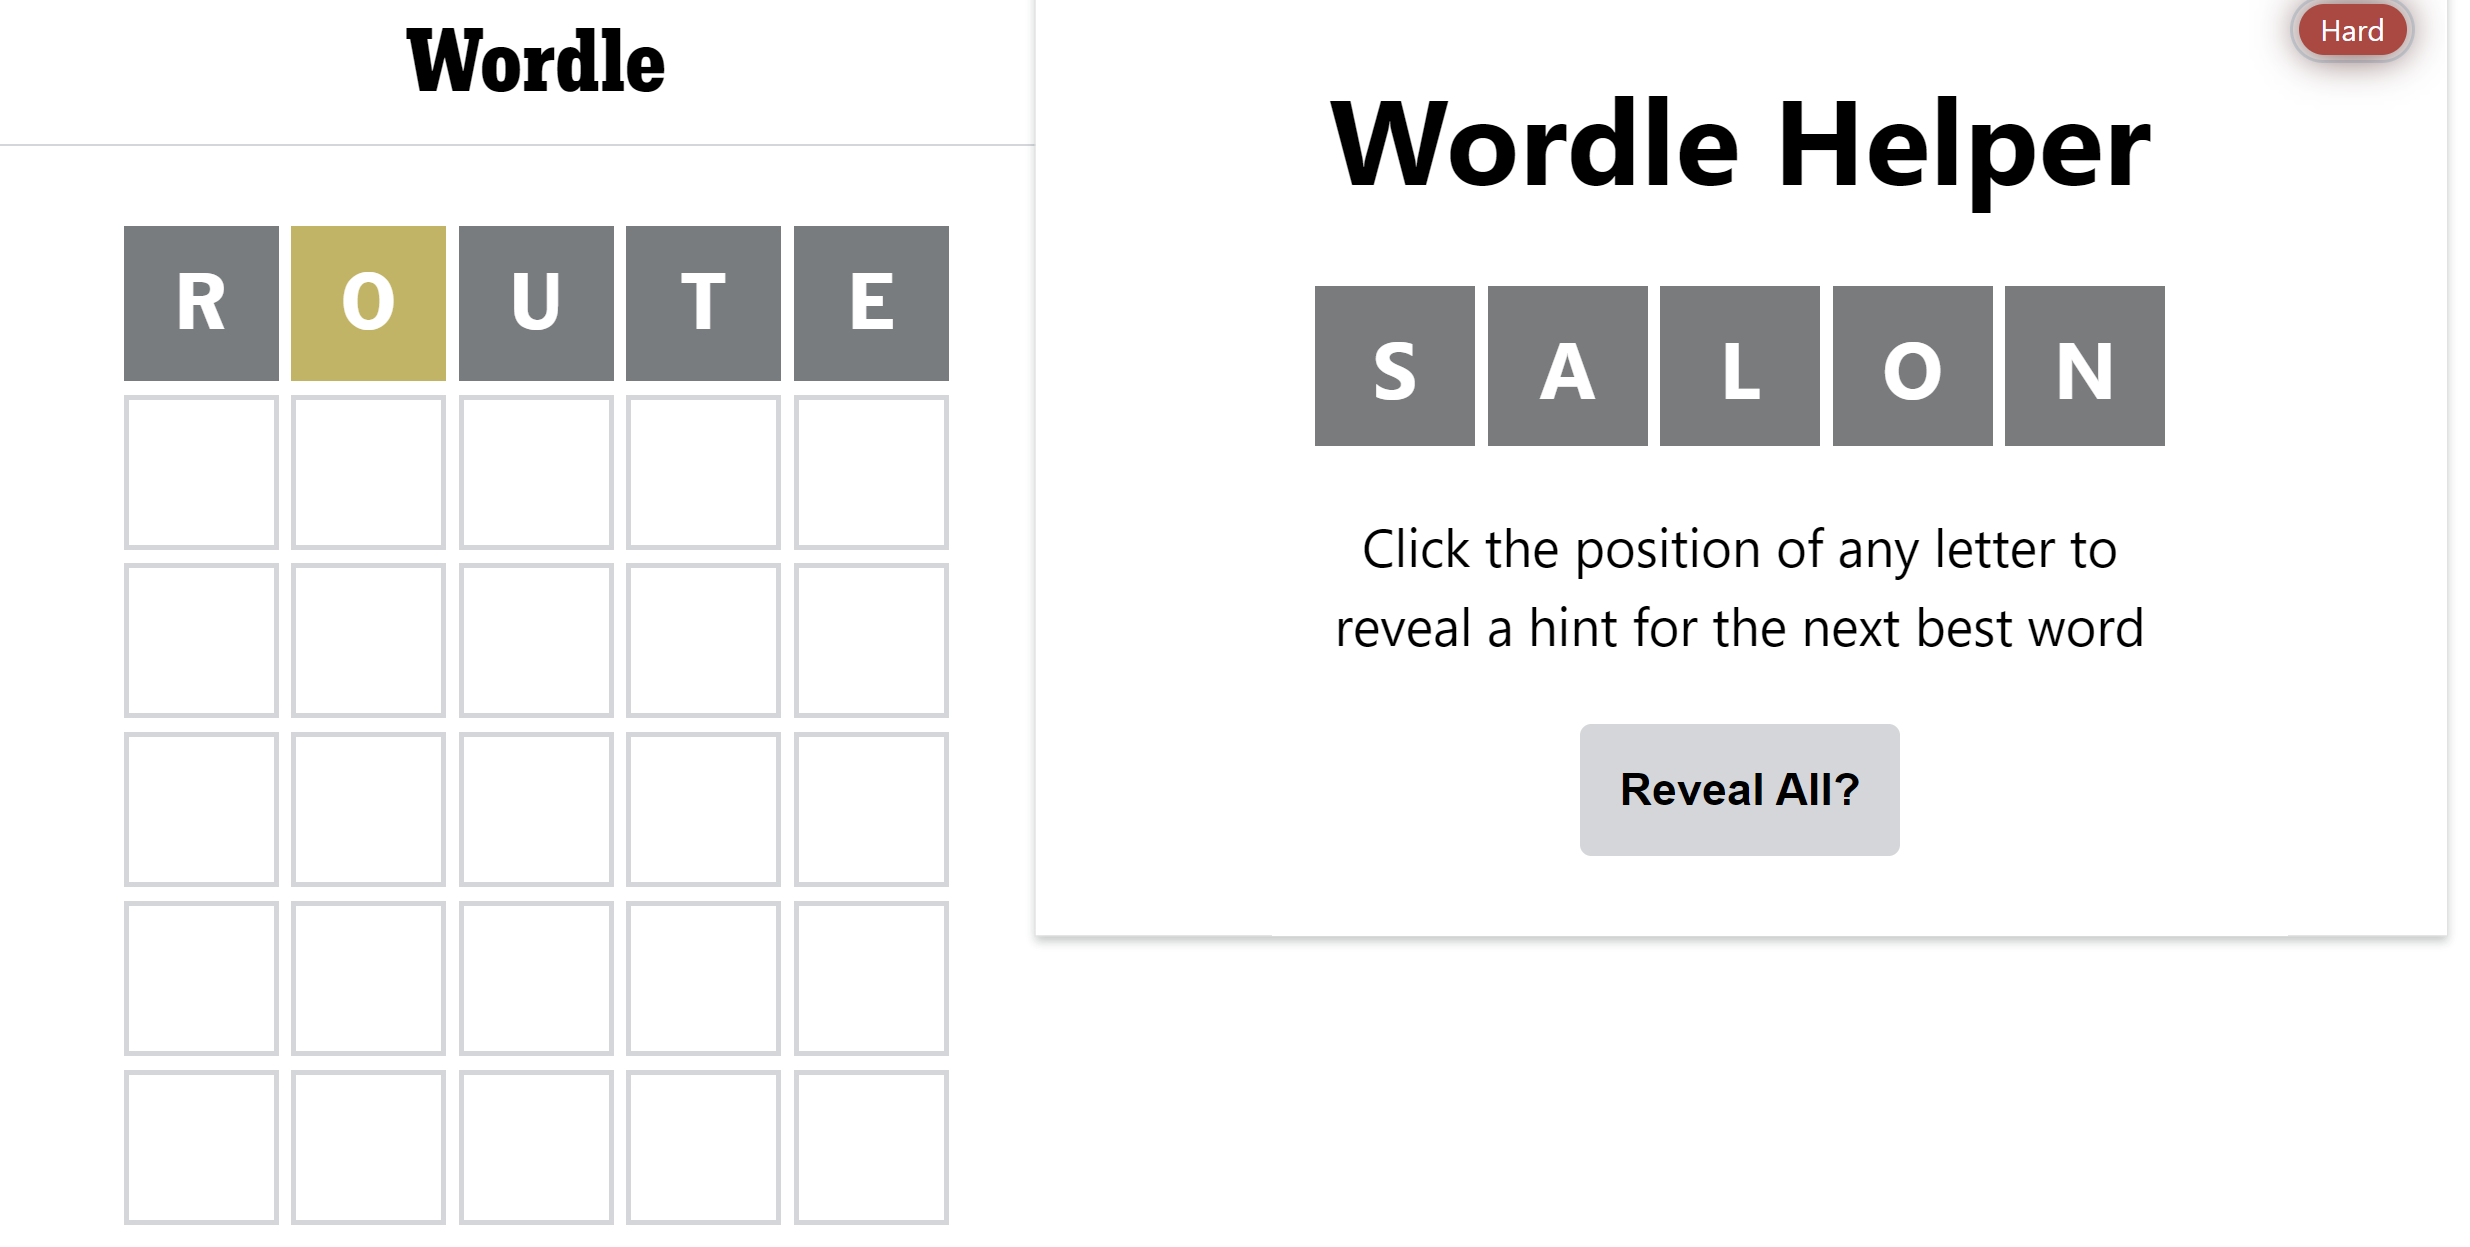 Wordle
R O U T E
Hard
Wordle Helper
S A L O N
Click the position of any letter to
reveal a hint for the next best word
Reveal All?